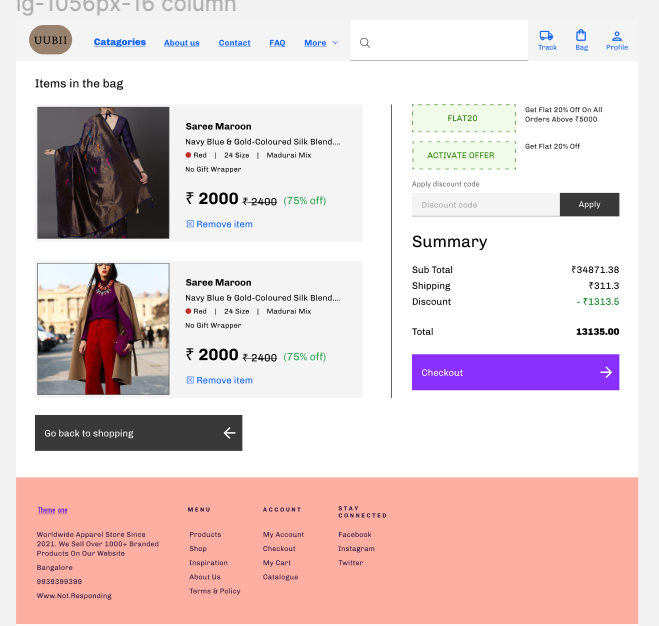 lg-1056px-16 column
UUBII
Catagories
About us
Contact
FAQ
More
Track
Bag
Profile
Items in the bag
Saree Maroon
Navy Blue & Gold-Coloured Silk Blend....
Red | 24 Size | Madurai Mix
No Gift Wrapper
₹ 2000 ₹ 2400 (75% off)
Remove item
Saree Maroon
Navy Blue & Gold-Coloured Silk Blend....
Red | 24 Size | Madurai Mix
No Gift Wrapper
₹ 2000 ₹ 2400 (75% off)
Remove item
Go back to shopping
FLAT20
Get Flat 20% Off On All
Orders Above ₹5000
ACTIVATE OFFER
Get Flat 20% Off
Apply discount code
Discount code
Apply
Summary
Sub Total ₹34871.38
Shipping ₹311.3
Discount - ₹1313.5
Total 13135.00
Checkout
Theme one
Worldwide Apparel Store Since
2021. We Sell Over 1000+ Branded
Products On Our Website
Bangalore
9939399399
Www.Not.Responding
MENU
Products
Shop
Inspiration
About Us
Terms & Policy
ACCOUNT
My Account
Checkout
My Cart
Catalogue
STAY
CONNECTED
Facebook
Instagram
Twitter